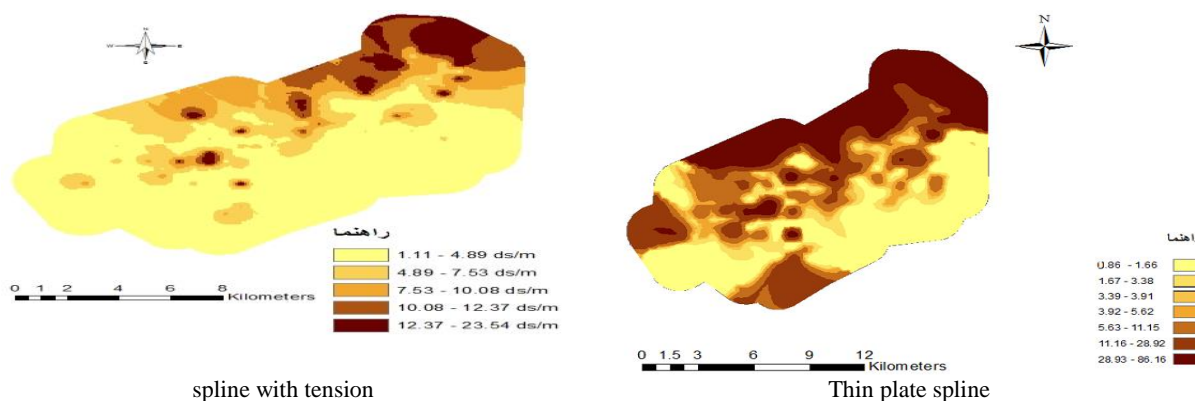 N
W E
S
راهنما
1.11 - 4.89 ds/m
4.89 - 7.53 ds/m
7.53 - 10.08 ds/m
10.08 - 12.37 ds/m
12.37 - 23.54 ds/m
0 1 2 4 6 8
Kilometers
spline with tension
N
اهنما
0.86 - 1.66
1.67 - 3.38
3.39 - 3.91
3.92 - 5.62
5.63 - 11.15
11.16 - 28.92
28.93 - 86.16
0 1.5 3 6 9 12
Kilometers
Thin plate spline